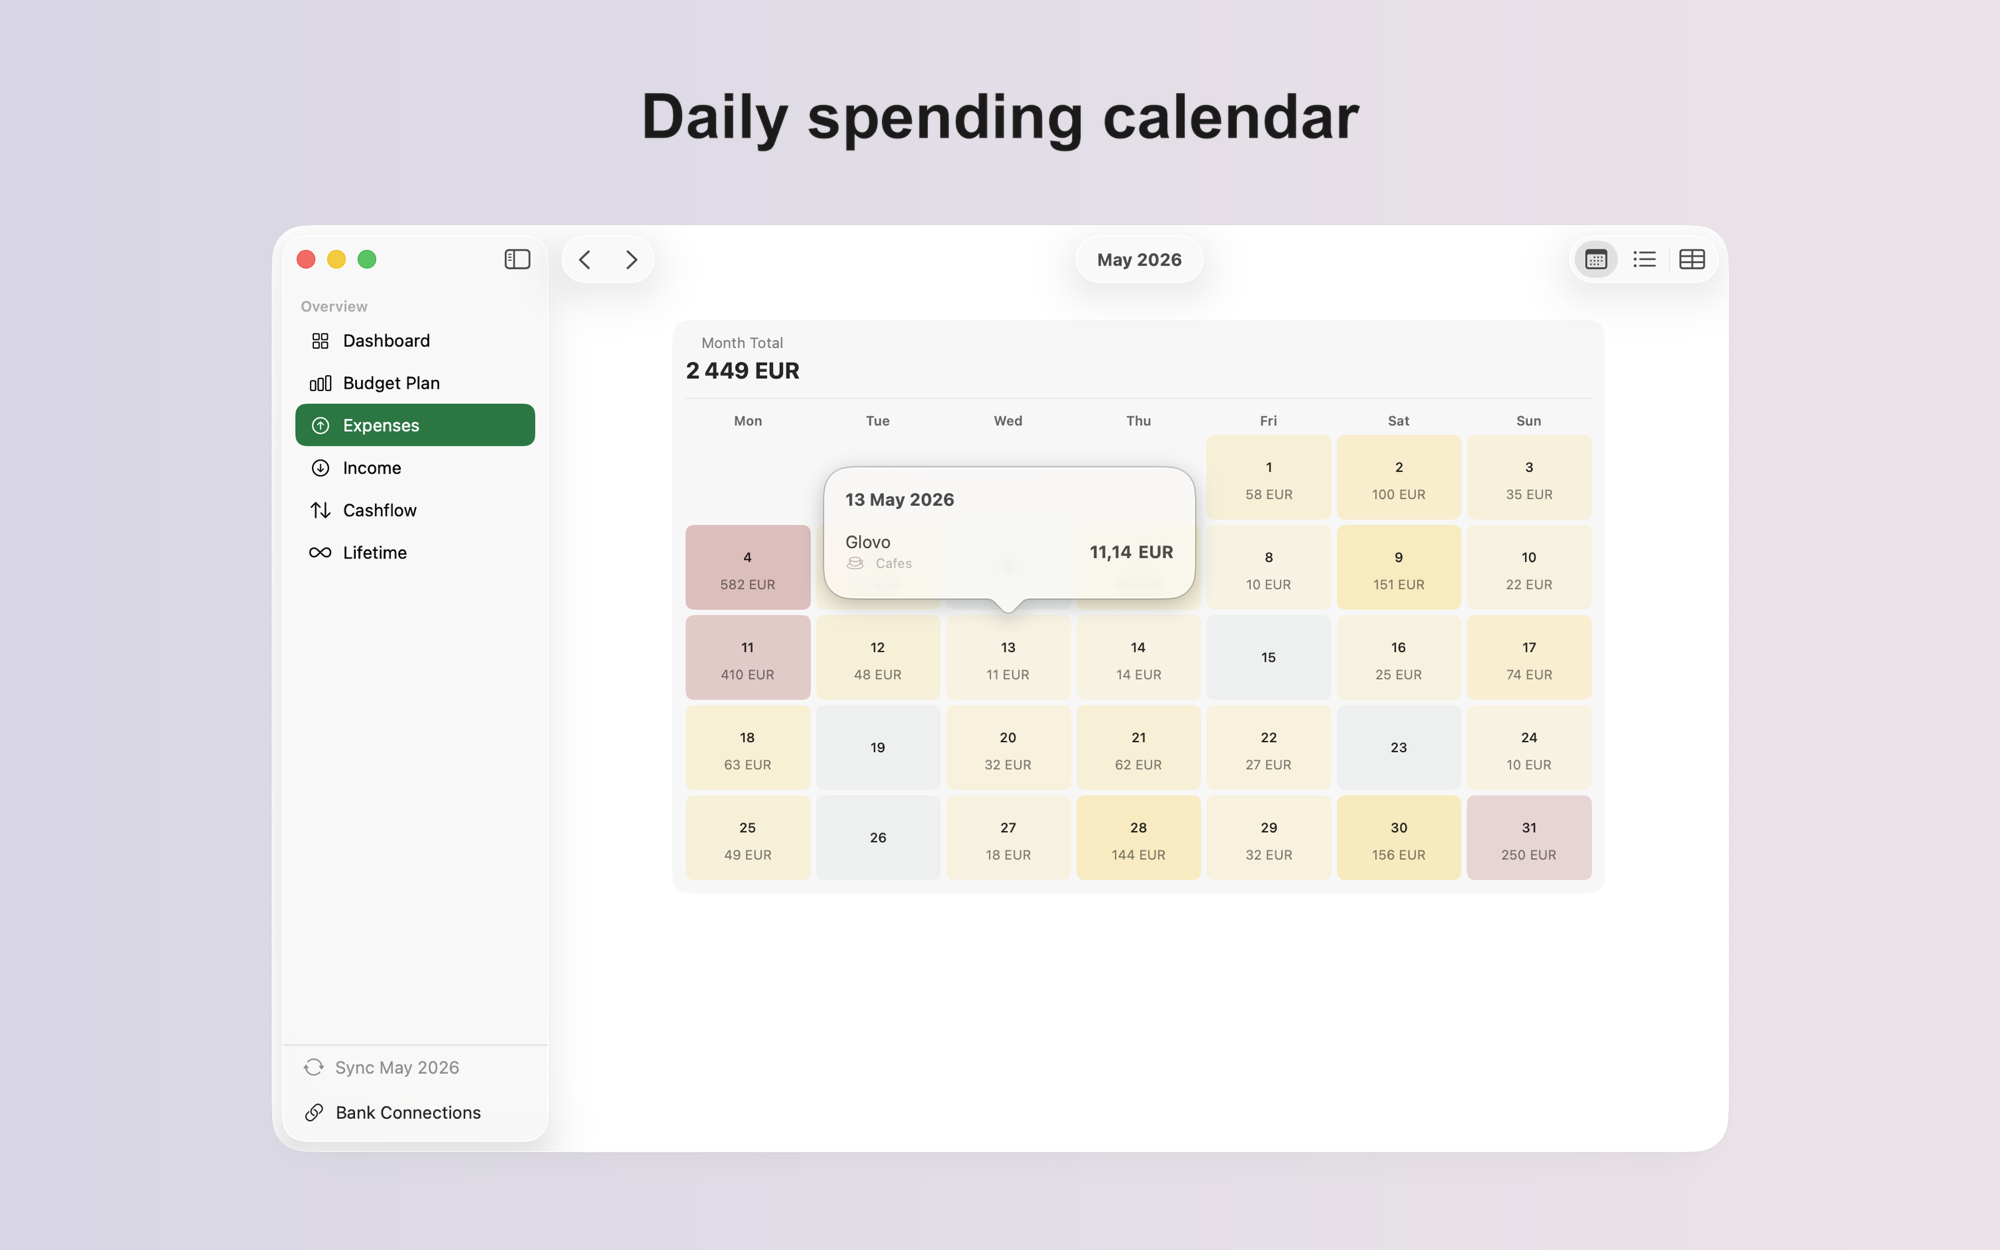 Daily spending calendar
May 2026
Overview
Dashboard
Budget Plan
Expenses
Income
Cashflow
Lifetime
Sync May 2026
Bank Connections
Month Total
2 449 EUR
Mon Tue Wed Thu Fri Sat Sun
1 2 3
58 EUR 100 EUR 35 EUR
13 May 2026
Glovo
Cafes
11,14 EUR
4 8 9 10
582 EUR 10 EUR 151 EUR 22 EUR
11 12 13 14 15 16 17
410 EUR 48 EUR 11 EUR 14 EUR 25 EUR 74 EUR
18 19 20 21 22 23 24
63 EUR 32 EUR 62 EUR 27 EUR 10 EUR
25 26 27 28 29 30 31
49 EUR 18 EUR 144 EUR 32 EUR 156 EUR 250 EUR